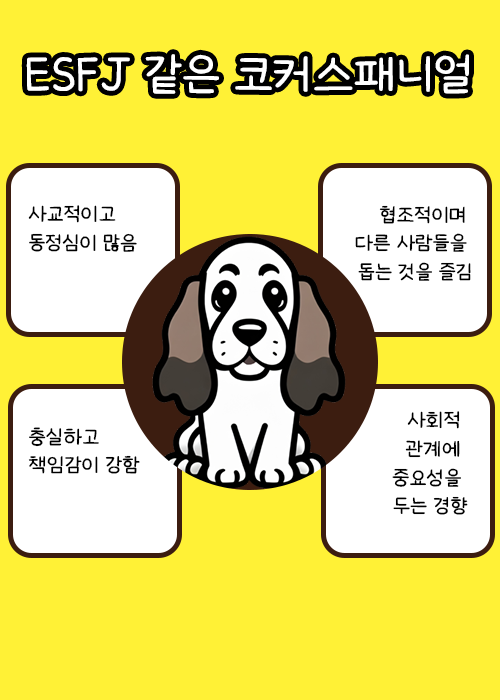 ESFJ 같은 코커스패니얼
사교적이고
동정심이 많음
협조적이며
다른 사람들을
돕는 것을 즐김
충실하고
책임감이 강함
사회적
관계에
중요성을
두는 경향